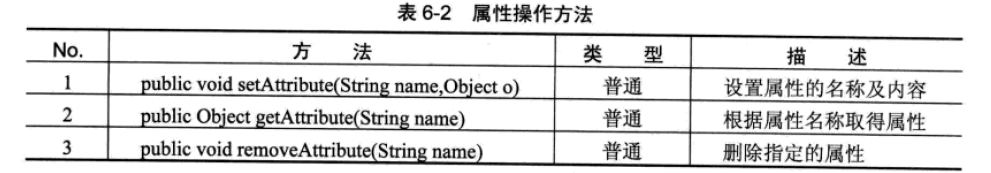 表 6-2 属性操作方法
No. 方 法 类 型 描 述
1 public void setAttribute(String name,Object o) 普通 设置属性的名称及内容
2 public Object getAttribute(String name) 普通 根据属性名称取得属性
3 public void removeAttribute(String name) 普通 删除指定的属性